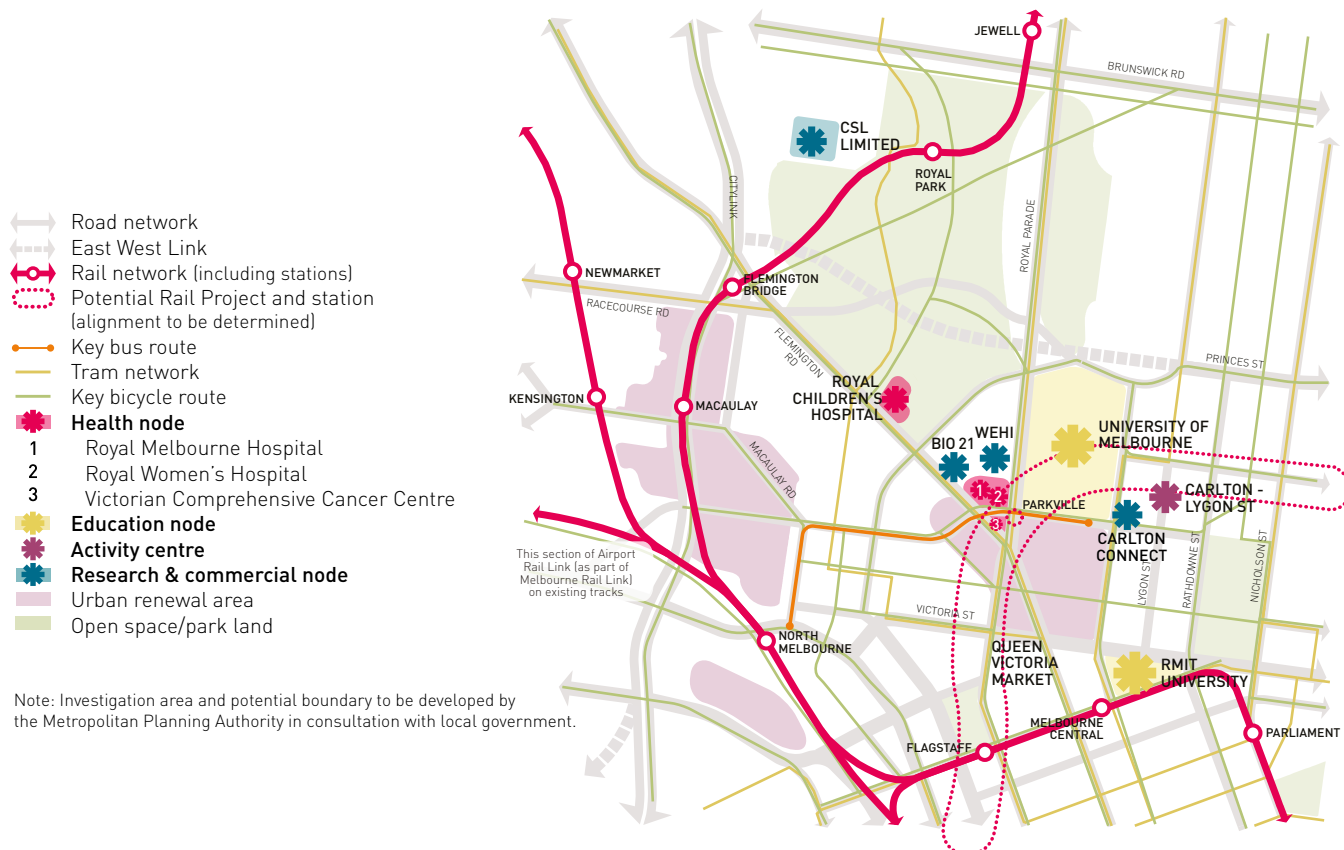 Road network
East West Link
Rail network (including stations)
Potential Rail Project and station
(alignment to be determined)
Key bus route
Tram network
Key bicycle route
Health node
1 Royal Melbourne Hospital
2 Royal Women's Hospital
3 Victorian Comprehensive Cancer Centre
Education node
Activity centre
Research & commercial node
Urban renewal area
Open space/park land
Note: Investigation area and potential boundary to be developed by
the Metropolitan Planning Authority in consultation with local government.
JEWELL
BRUNSWICK RD
CSL
LIMITED
ROYAL
PARK
CITYLINK
ROYAL PARADE
NEWMARKET
FLEMINGTON
BRIDGE
RACECOURSE RD
FLEMINGTON
RD
PRINCES ST
ROYAL
CHILDREN'S
HOSPITAL
KENSINGTON
MACAULAY
MACAULAY RD
BIO 21
WEHI
UNIVERSITY OF
MELBOURNE
1
2
3
PARKVILLE
CARLTON -
LYGON ST
CARLTON
CONNECT
LYGON ST
RATHDOWNE ST
NICHOLSON ST
This section of Airport
Rail Link (as part of
Melbourne Rail Link)
on existing tracks
VICTORIA ST
NORTH
MELBOURNE
QUEEN
VICTORIA
MARKET
RMIT
UNIVERSITY
MELBOURNE
CENTRAL
FLAGSTAFF
PARLIAMENT